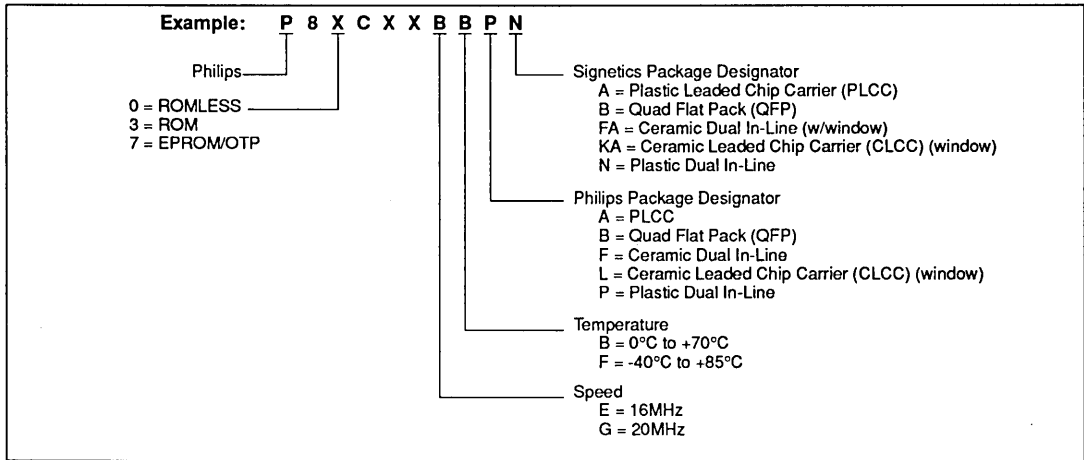 Example: P 8 X C X X B B P N
Philips
0 = ROMLESS
3 = ROM
7 = EPROM/OTP
Signetics Package Designator
A = Plastic Leaded Chip Carrier (PLCC)
B = Quad Flat Pack (QFP)
FA = Ceramic Dual In-Line (w/window)
KA = Ceramic Leaded Chip Carrier (CLCC) (window)
N = Plastic Dual In-Line
Philips Package Designator
A = PLCC
B = Quad Flat Pack (QFP)
F = Ceramic Dual In-Line
L = Ceramic Leaded Chip Carrier (CLCC) (window)
P = Plastic Dual In-Line
Temperature
B = 0°C to +70°C
F = -40°C to +85°C
Speed
E = 16MHz
G = 20MHz